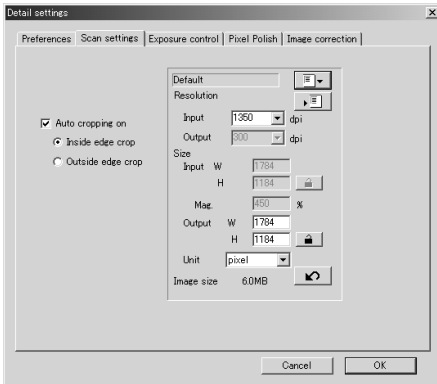 Detail settings
Preferences Scan settings Exposure control Pixel Polish Image correction
Auto cropping on
Inside edge crop
Outside edge crop
Default
Resolution
Input 1350 dpi
Output 300 dpi
Size
Input W 1784
H 1184
Mag. 450 %
Output W 1784
H 1184
Unit pixel
Image size 6.0MB
Cancel OK